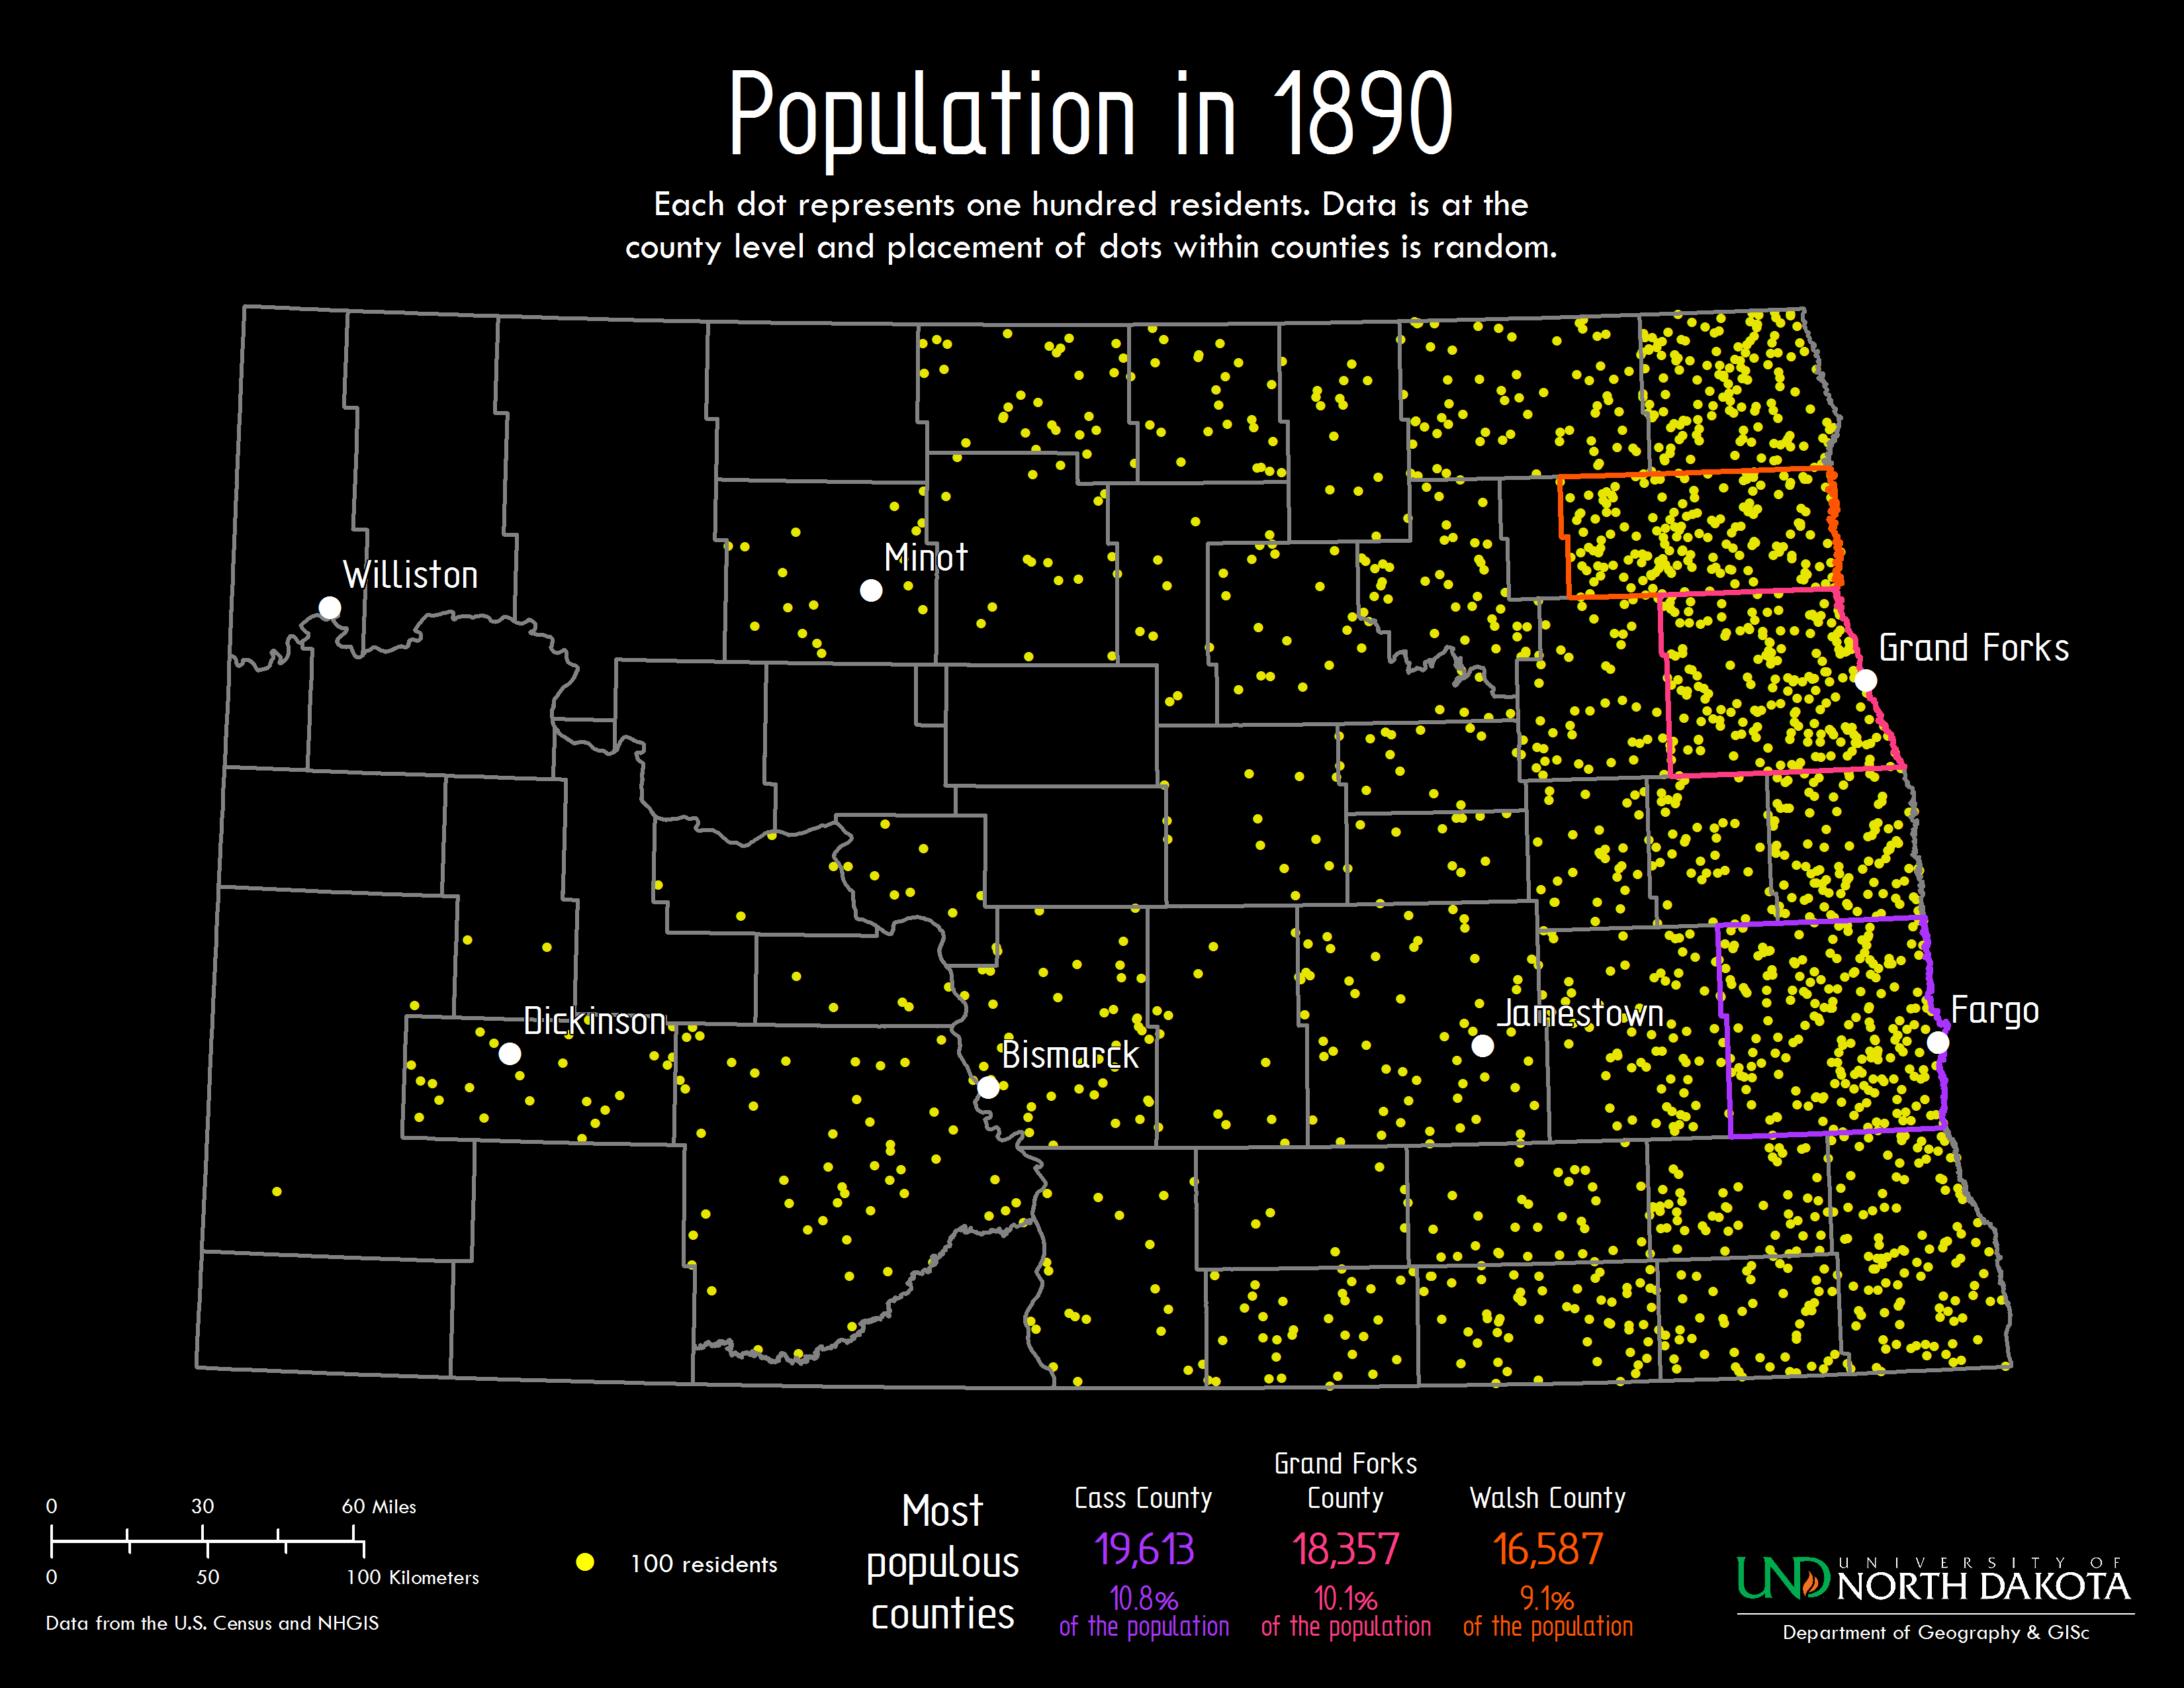 Population in 1890
Each dot represents one hundred residents. Data is at the
county level and placement of dots within counties is random.
Williston
Minot
Grand Forks
Dickinson
Bismarck
Jamestown
Fargo
0 30 60 Miles
0 50 100 Kilometers
Data from the U.S. Census and NHGIS
100 residents
Most
populous
counties
Cass County
19,613
10.8%
of the population
Grand Forks
County
18,357
10.1%
of the population
Walsh County
16,587
9.1%
of the population
UND
UNIVERSITY OF
NORTH DAKOTA
Department of Geography & GISc